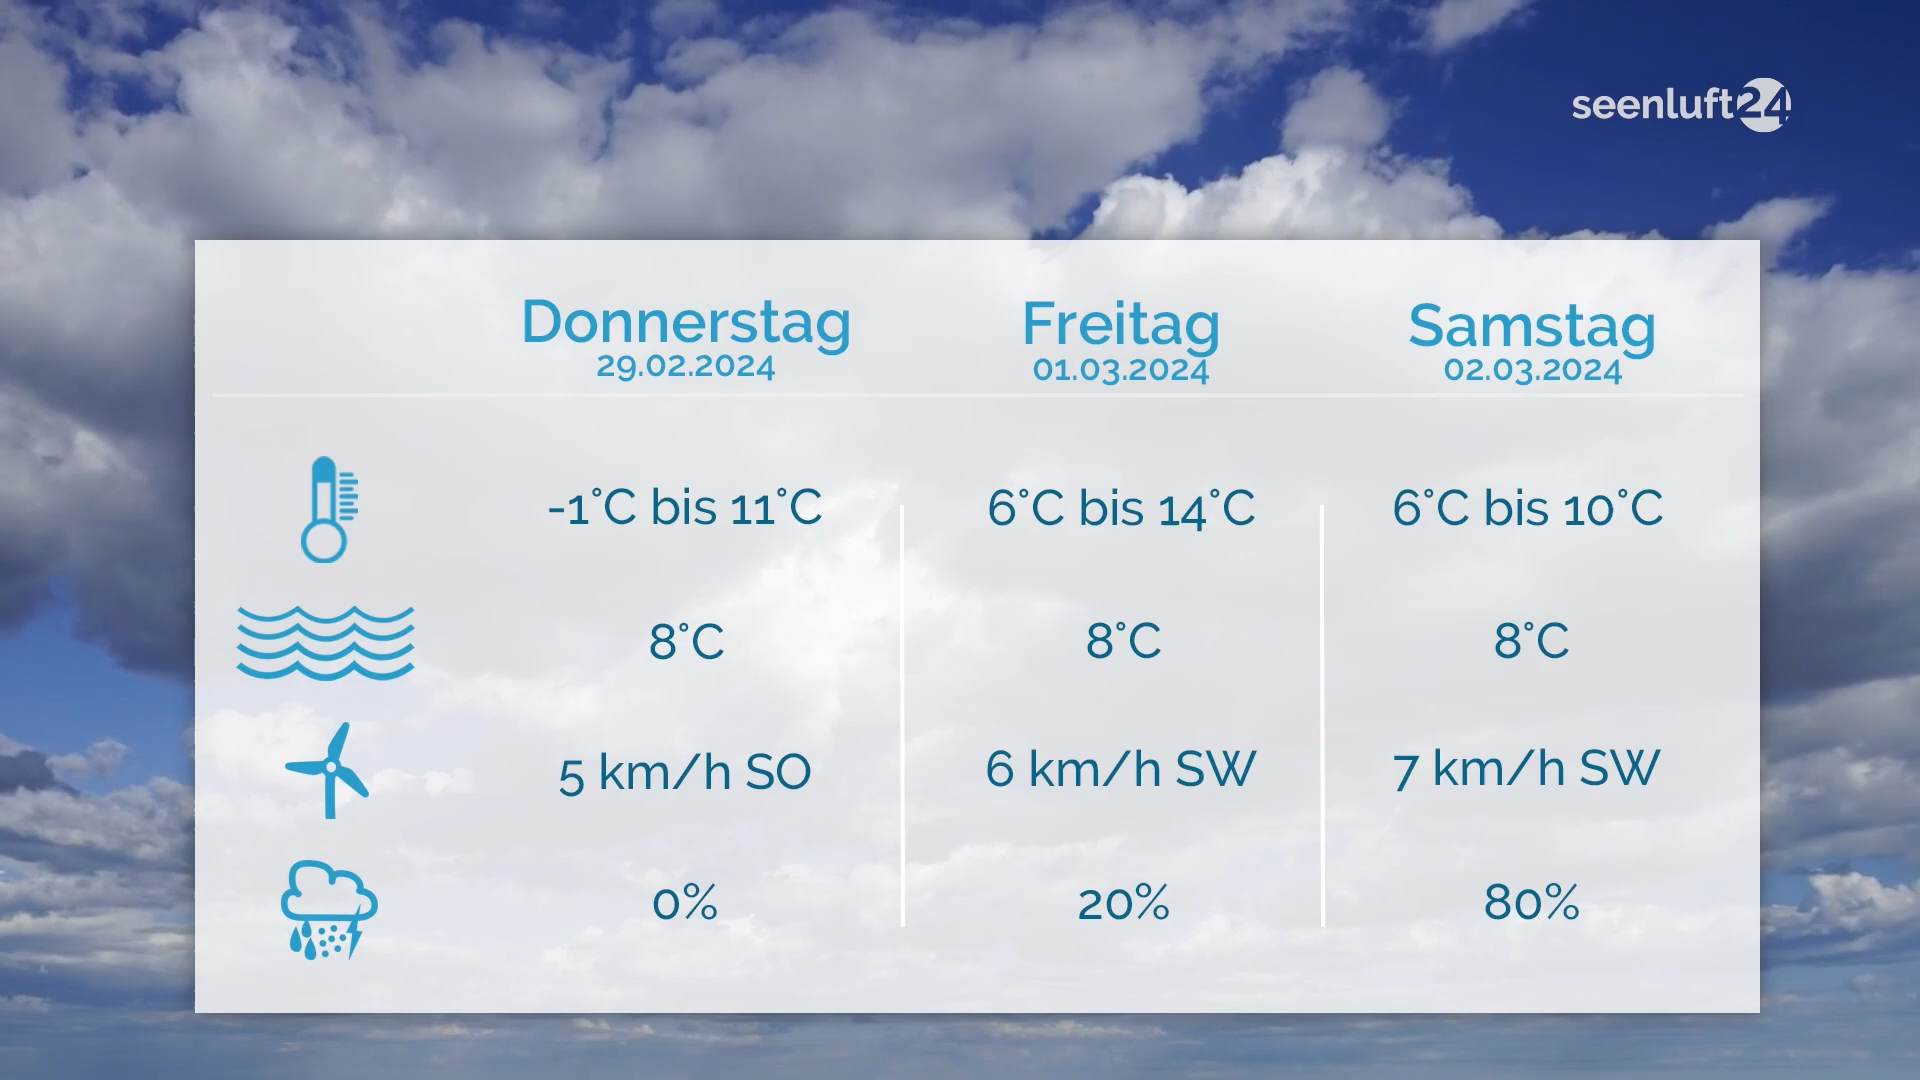 seenluft24
Donnerstag Freitag Samstag
29.02.2024 01.03.2024 02.03.2024
-1°C bis 11°C 6°C bis 14°C 6°C bis 10°C
8°C 8°C 8°C
5 km/h SO 6 km/h SW 7 km/h SW
0% 20% 80%